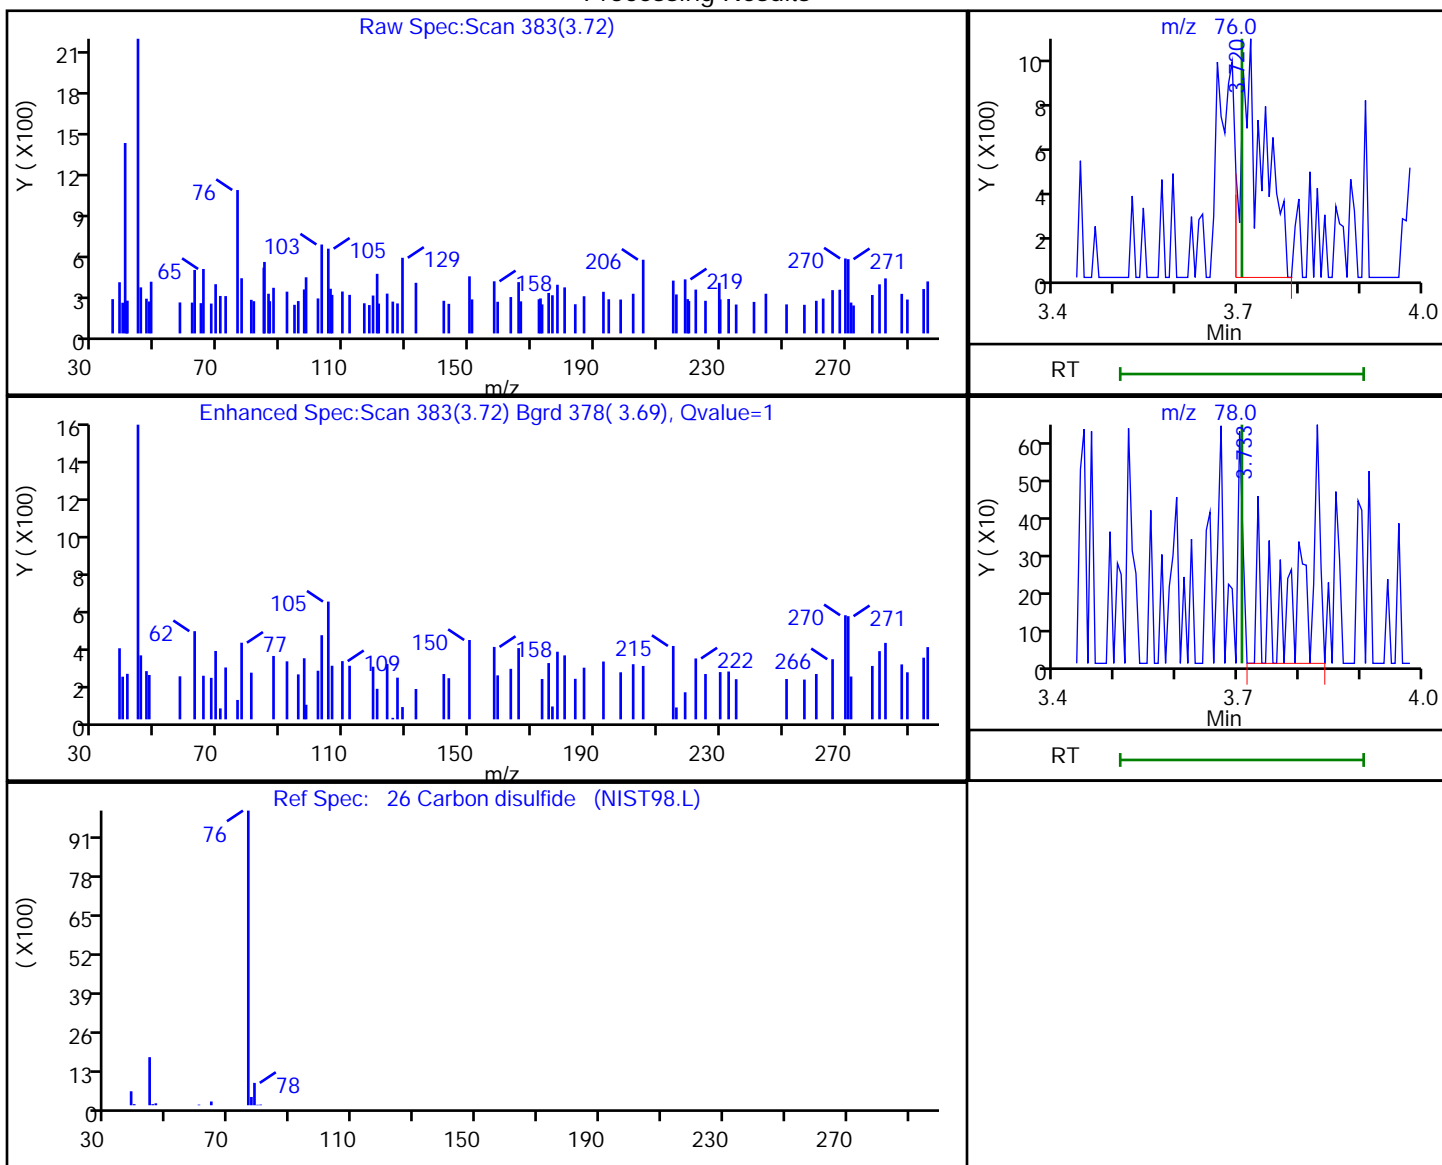 Processing Results
Raw Spec:Scan 383(3.72)
Y ( X100)
21
18
15
12
9
6
3
0
76
65
103
105
129
158
206
219
270
271
30 70 110 150 190 230 270
m/z
m/z 76.0
Y ( X100)
10
8
6
4
2
0
3.720
3.4 3.7 4.0
Min
RT
Enhanced Spec:Scan 383(3.72) Bgrd 378( 3.69), Qvalue=1
Y ( X100)
16
14
12
10
8
6
4
2
0
62
77
105
109
150
158
215
222
266
270
271
30 70 110 150 190 230 270
m/z
m/z 78.0
Y ( X10)
60
50
40
30
20
10
0
3.733
3.4 3.7 4.0
Min
RT
Ref Spec: 26 Carbon disulfide (NIST98.L)
( X100)
91
78
65
52
39
26
13
0
76
78
30 70 110 150 190 230 270